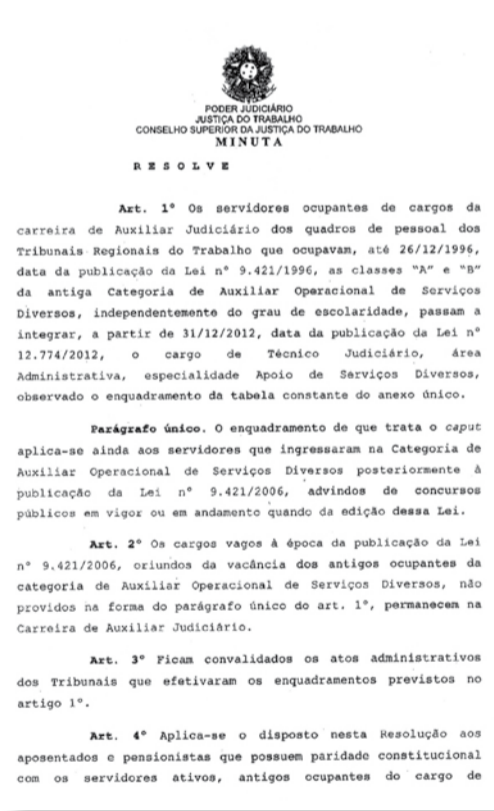 PODER JUDICIÁRIO
JUSTIÇA DO TRABALHO
CONSELHO SUPERIOR DA JUSTIÇA DO TRABALHO
MINUTA
R E S O L V E
Art. 1º Os servidores ocupantes de cargos da
carreira de Auxiliar Judiciário dos quadros de pessoal dos
Tribunais Regionais do Trabalho que ocupavam, até 26/12/1996,
data da publicação da Lei nº 9.421/1996, as classes "A" e "B"
da antiga Categoria de Auxiliar Operacional de Serviços
Diversos, independentemente do grau de escolaridade, passam a
integrar, a partir de 31/12/2012, data da publicação da Lei nº
12.774/2012, o cargo de Técnico Judiciário, área
Administrativa, especialidade Apoio de Serviços Diversos,
observado o enquadramento da tabela constante do anexo único.
Parágrafo único. O enquadramento de que trata o caput
aplica-se ainda aos servidores que ingressaram na Categoria de
Auxiliar Operacional de Serviços Diversos posteriormente à
publicação da Lei nº 9.421/2006, advindos de concursos
públicos em vigor ou em andamento quando da edição dessa Lei.
Art. 2º Os cargos vagos à época da publicação da Lei
nº 9.421/2006, oriundos da vacância dos antigos ocupantes da
categoria de Auxiliar Operacional de Serviços Diversos, não
providos na forma do parágrafo único do art. 1º, permanecem na
Carreira de Auxiliar Judiciário.
Art. 3º Ficam convalidados os atos administrativos
dos Tribunais que efetivaram os enquadramentos previstos no
artigo 1º.
Art. 4º Aplica-se o disposto nesta Resolução aos
aposentados e pensionistas que possuem paridade constitucional
com os servidores ativos, antigos ocupantes do cargo de